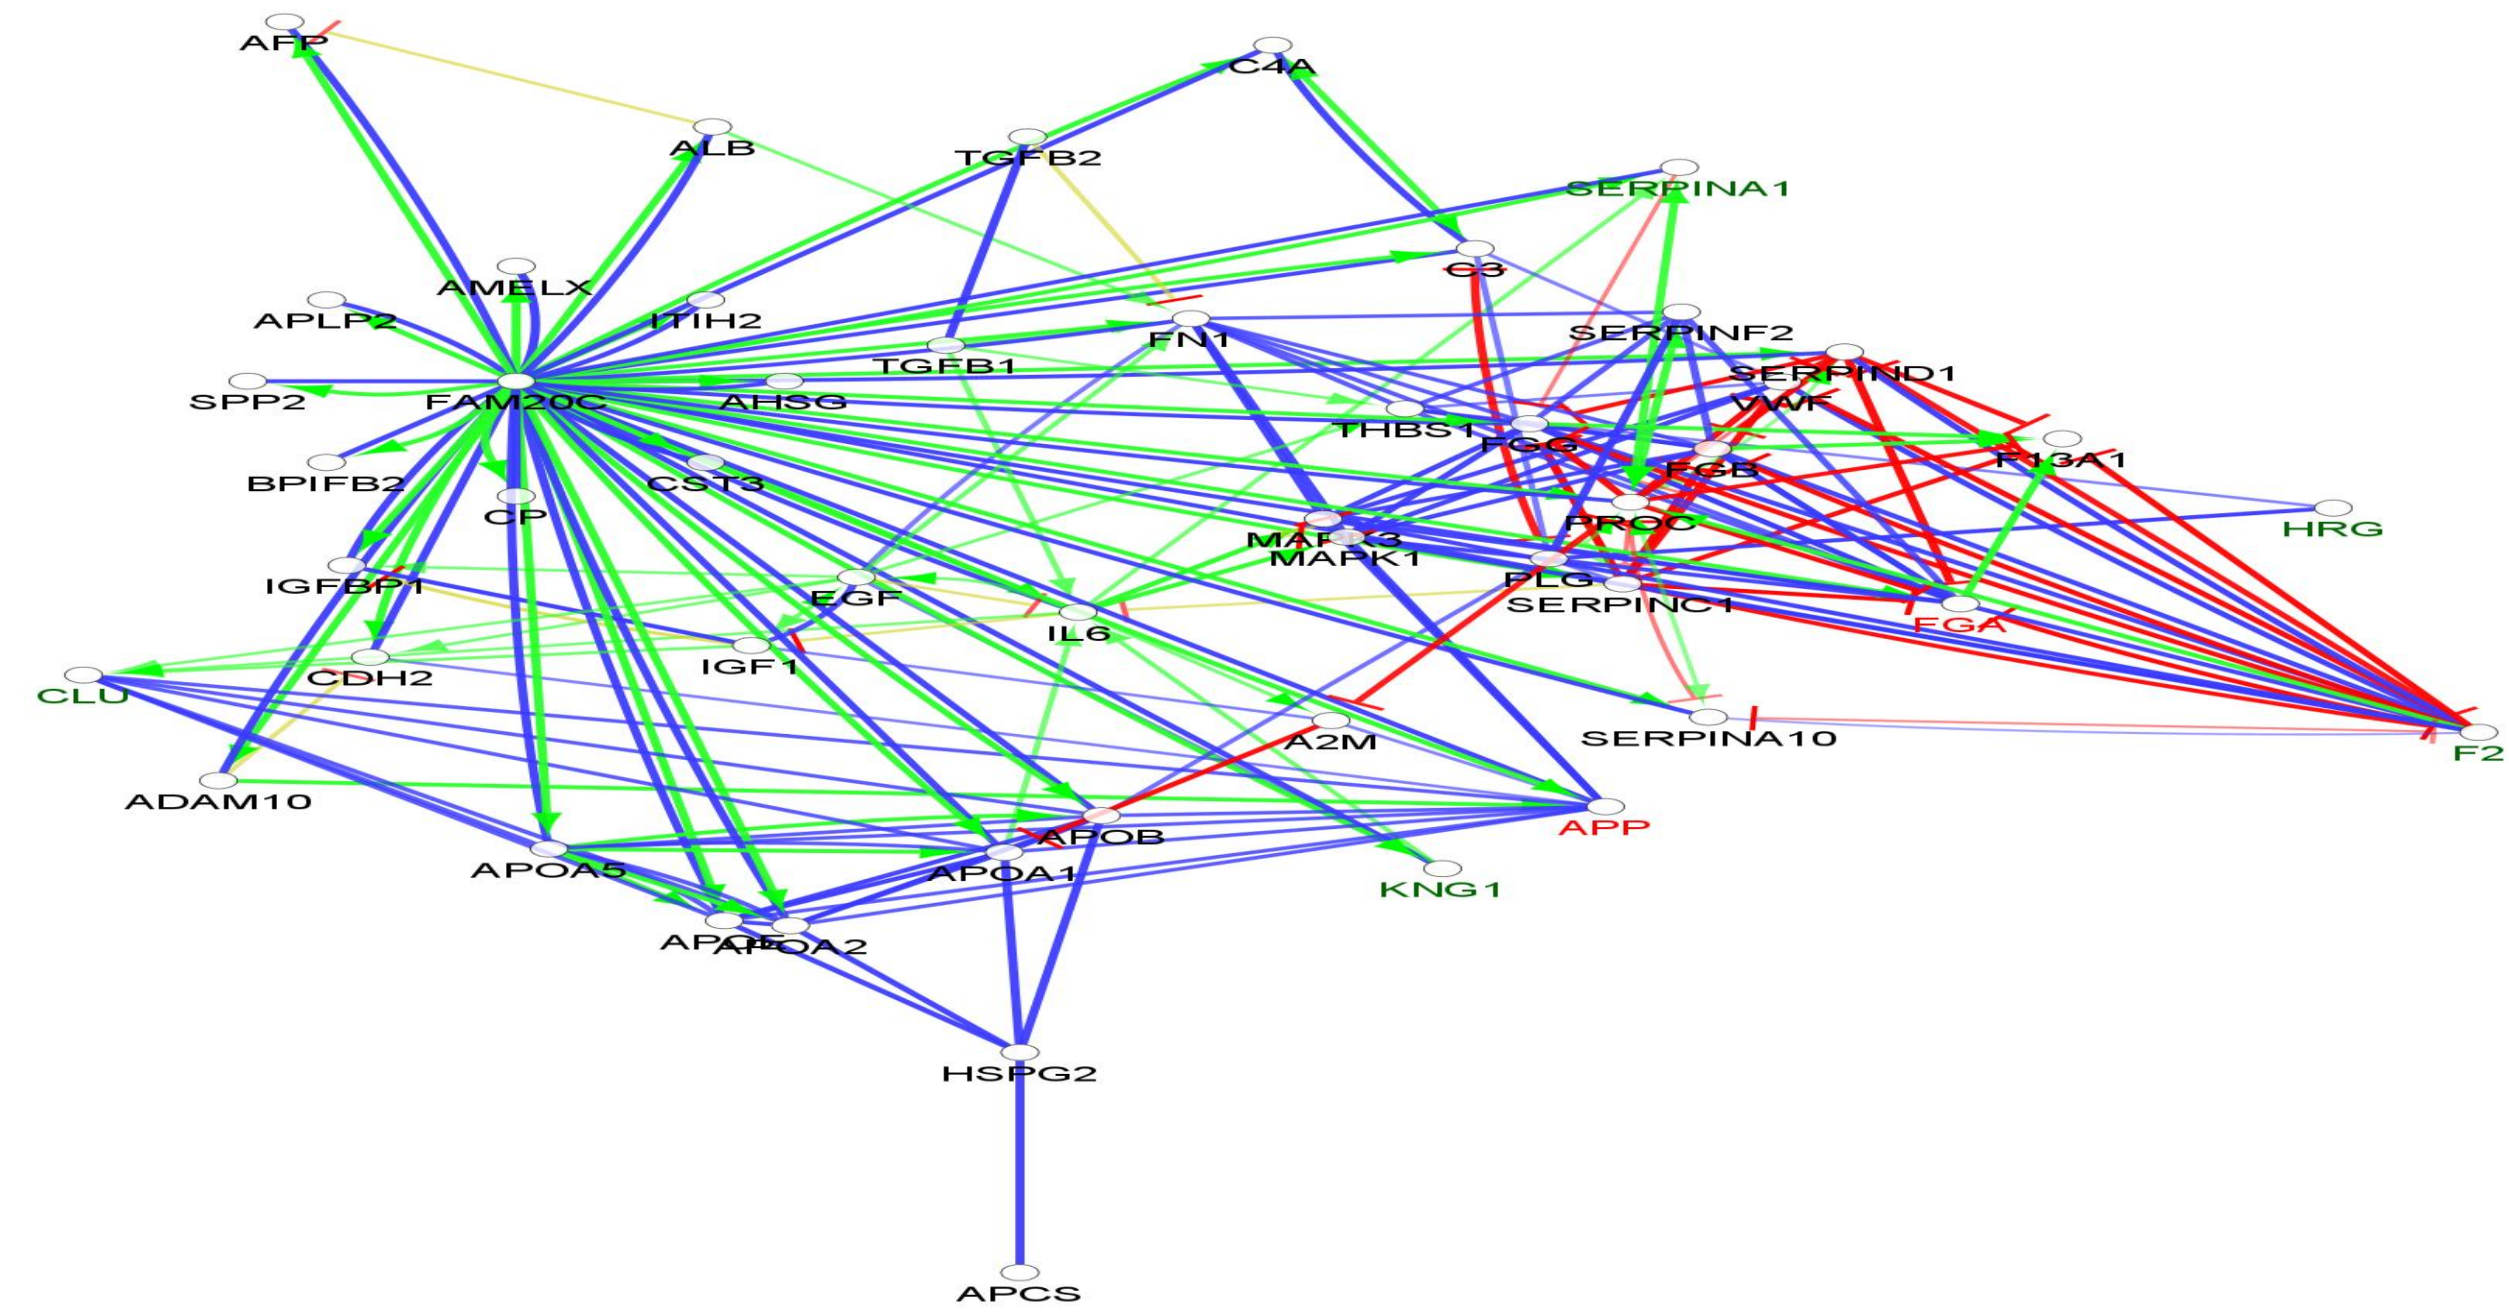 AFP
C4A
ALB
TGFB2
SERPINA1
C3
AMELX
APLP2
ITIH2
FN1
SERPINF2
TGFB1
SERPIND1
SPP2
FAM20C
AHSG
VWF
THBS1
FGG
F13A1
FGB
BPIFB2
CST3
CP
PROC
HRG
MAPK3
MAPK1
PLG
IGFBP1
EGF
SERPINC1
FGA
IL6
IGF1
CDH2
CLU
A2M
SERPINA10
F2
ADAM10
APP
APOB
APOA5
APOA1
KNG1
APOE
APOA2
HSPG2
APCS